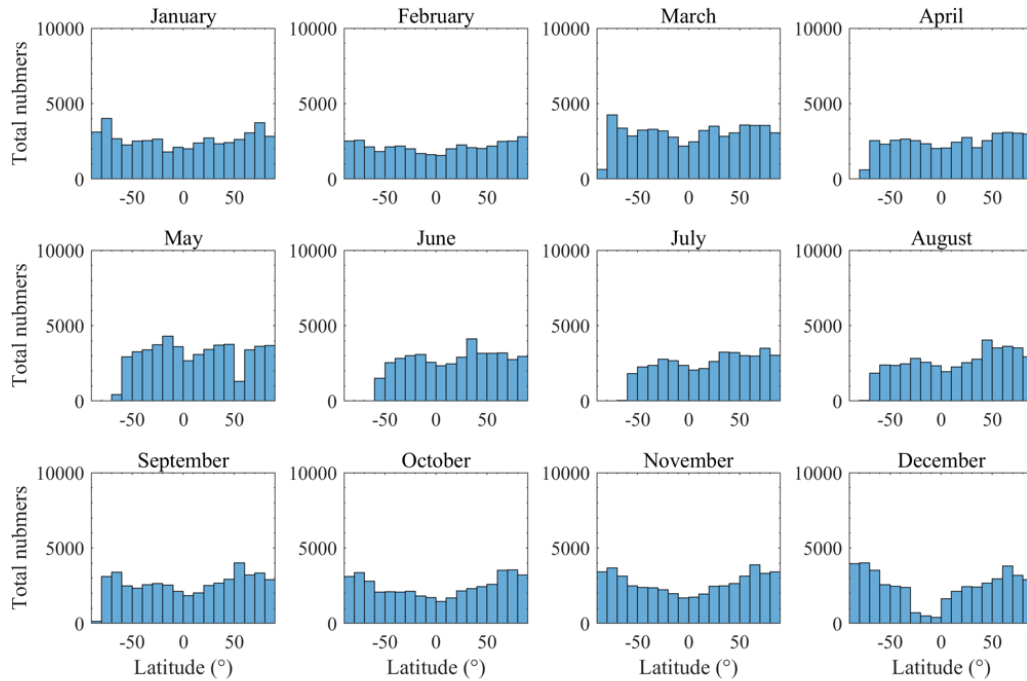 January February March April
10000 10000 10000 10000
Total nubmers
5000 5000 5000 5000
0 0 0 0
-50 0 50 -50 0 50 -50 0 50 -50 0 50
May June July August
10000 10000 10000 10000
Total nubmers
5000 5000 5000 5000
0 0 0 0
-50 0 50 -50 0 50 -50 0 50 -50 0 50
September October November December
10000 10000 10000 10000
Total nubmers
5000 5000 5000 5000
0 0 0 0
-50 0 50 -50 0 50 -50 0 50 -50 0 50
Latitude (°) Latitude (°) Latitude (°) Latitude (°)